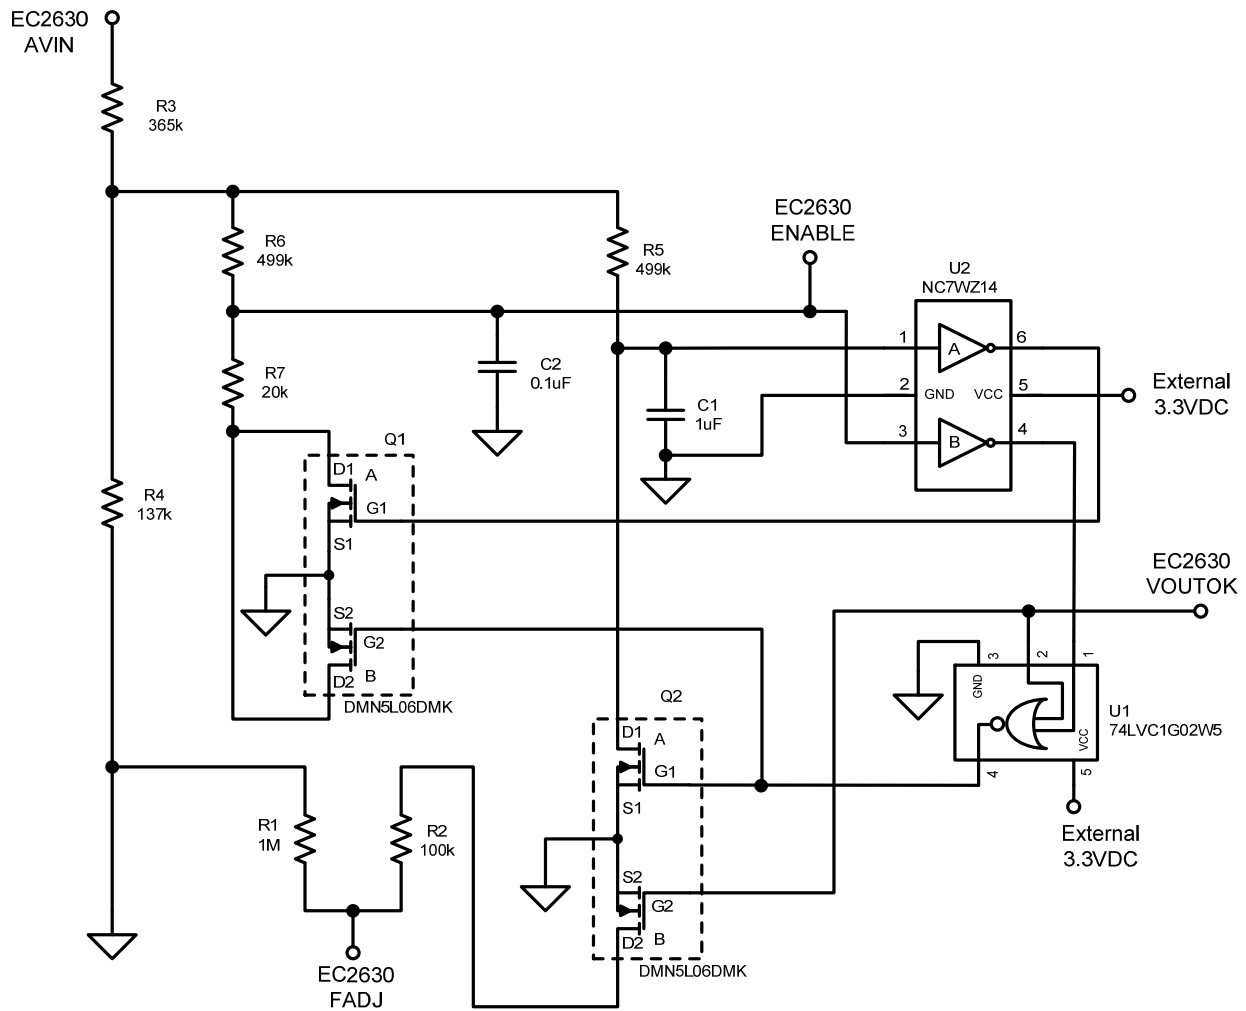 EC2630
AVIN
R3
365k
R6
499k
R5
499k
EC2630
ENABLE
U2
NC7WZ14
1
A
6
2
GND
VCC
5
External
3.3VDC
3
B
4
R7
20k
C2
0.1uF
C1
1uF
Q1
D1
A
G1
S1
S2
G2
D2
B
DMN5L06DMK
R4
137k
EC2630
VOUTOK
3
2
1
GND
VCC
U1
74LVC1G02W5
4
5
External
3.3VDC
Q2
D1
A
G1
S1
S2
G2
D2
B
DMN5L06DMK
R1
1M
R2
100k
EC2630
FADJ